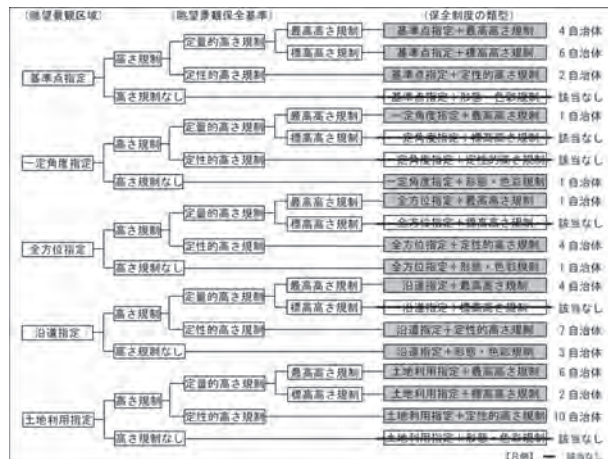 (眺望景観区域) (眺望景観保全基準) (保全制度の類型)
最高高さ規制 基準点指定+最高高さ規制 4自治体
定量的高さ規制
高さ規制 標高高さ規制 基準点指定+標高高さ規制 6自治体
定性的高さ規制 基準点指定+定性的高さ規制 2自治体
基準点指定
高さ規制なし 基準点指定+形態・色彩規制 該当なし
最高高さ規制 一定角度指定+最高高さ規制 1自治体
定量的高さ規制
高さ規制 標高高さ規制 一定角度指定+標高高さ規制 該当なし
定性的高さ規制 一定角度指定+定性的高さ規制 該当なし
一定角度指定
高さ規制なし 一定角度指定+形態・色彩規制 1自治体
最高高さ規制 全方位指定+最高高さ規制 1自治体
定量的高さ規制
高さ規制 標高高さ規制 全方位指定+標高高さ規制 該当なし
定性的高さ規制 全方位指定+定性的高さ規制 4自治体
全方位指定
高さ規制なし 全方位指定+形態・色彩規制 1自治体
最高高さ規制 沿道指定+最高高さ規制 4自治体
定量的高さ規制
高さ規制 標高高さ規制 沿道指定+標高高さ規制 該当なし
定性的高さ規制 沿道指定+定性的高さ規制 7自治体
沿道指定
高さ規制なし 沿道指定+形態・色彩規制 3自治体
最高高さ規制 土地利用指定+最高高さ規制 6自治体
定量的高さ規制
高さ規制 標高高さ規制 土地利用指定+標高高さ規制 2自治体
定性的高さ規制 土地利用指定+定性的高さ規制 10自治体
土地利用指定
高さ規制なし 土地利用指定+形態・色彩規制 該当なし
【凡例】 ━ 該当なし